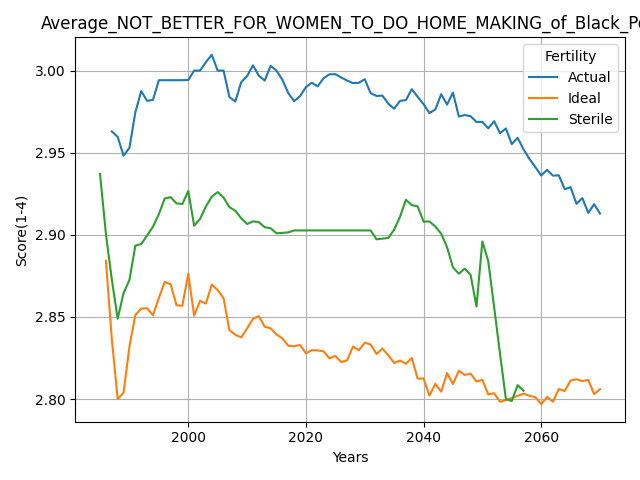 Average_NOT_BETTER_FOR_WOMEN_TO_DO_HOME_MAKING_of_Black_P
Fertility
Actual
Ideal
Sterile
Score(1-4)
3.00
2.95
2.90
2.85
2.80
2000
2020
2040
2060
Years